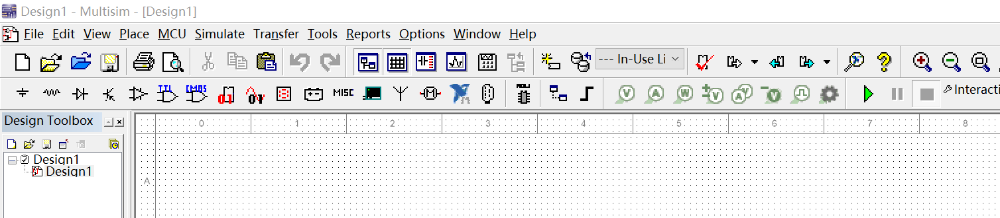 Design1 - Multisim - [Design1]
File Edit View Place MCU Simulate Transfer Tools Reports Options Window Help
--- In-Use Li
TTL CMOS MISC V A W V A V V Interacti
Design Toolbox
0 1 2 3 4 5 6 7 8
Design1
Design1
A